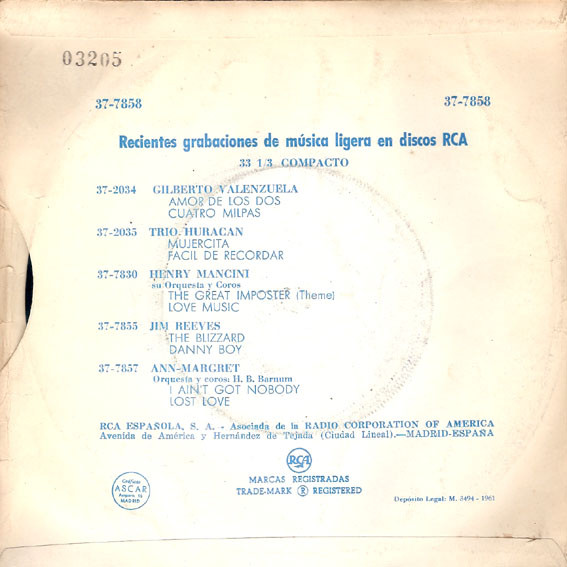 03205
37-7858 37-7858
Recientes grabaciones de música ligera en discos RCA
33 1/3 COMPACTO
37-2034 GILBERTO VALENZUELA
AMOR DE LOS DOS
CUATRO MILPAS
37-2035 TRIO HURACAN
MUJERCITA
FACIL DE RECORDAR
37-7830 HENRY MANCINI
su Orquesta y Coros
THE GREAT IMPOSTER (Theme)
LOVE MUSIC
37-7855 JIM REEVES
THE BLIZZARD
DANNY BOY
37-7857 ANN-MARGRET
Orquesta y coros: H. B. Barnum
I AIN'T GOT NOBODY
LOST LOVE
RCA ESPAÑOLA, S. A. - Asociada de la RADIO CORPORATION OF AMERICA
Avenida de América y Hernández de Tejada (Ciudad Lineal).—MADRID-ESPAÑA
RCA
MARCAS REGISTRADAS
TRADE-MARK ® REGISTERED
Gráficas
ASCAR
MADRID
Depósito Legal: M. 3494 - 1961